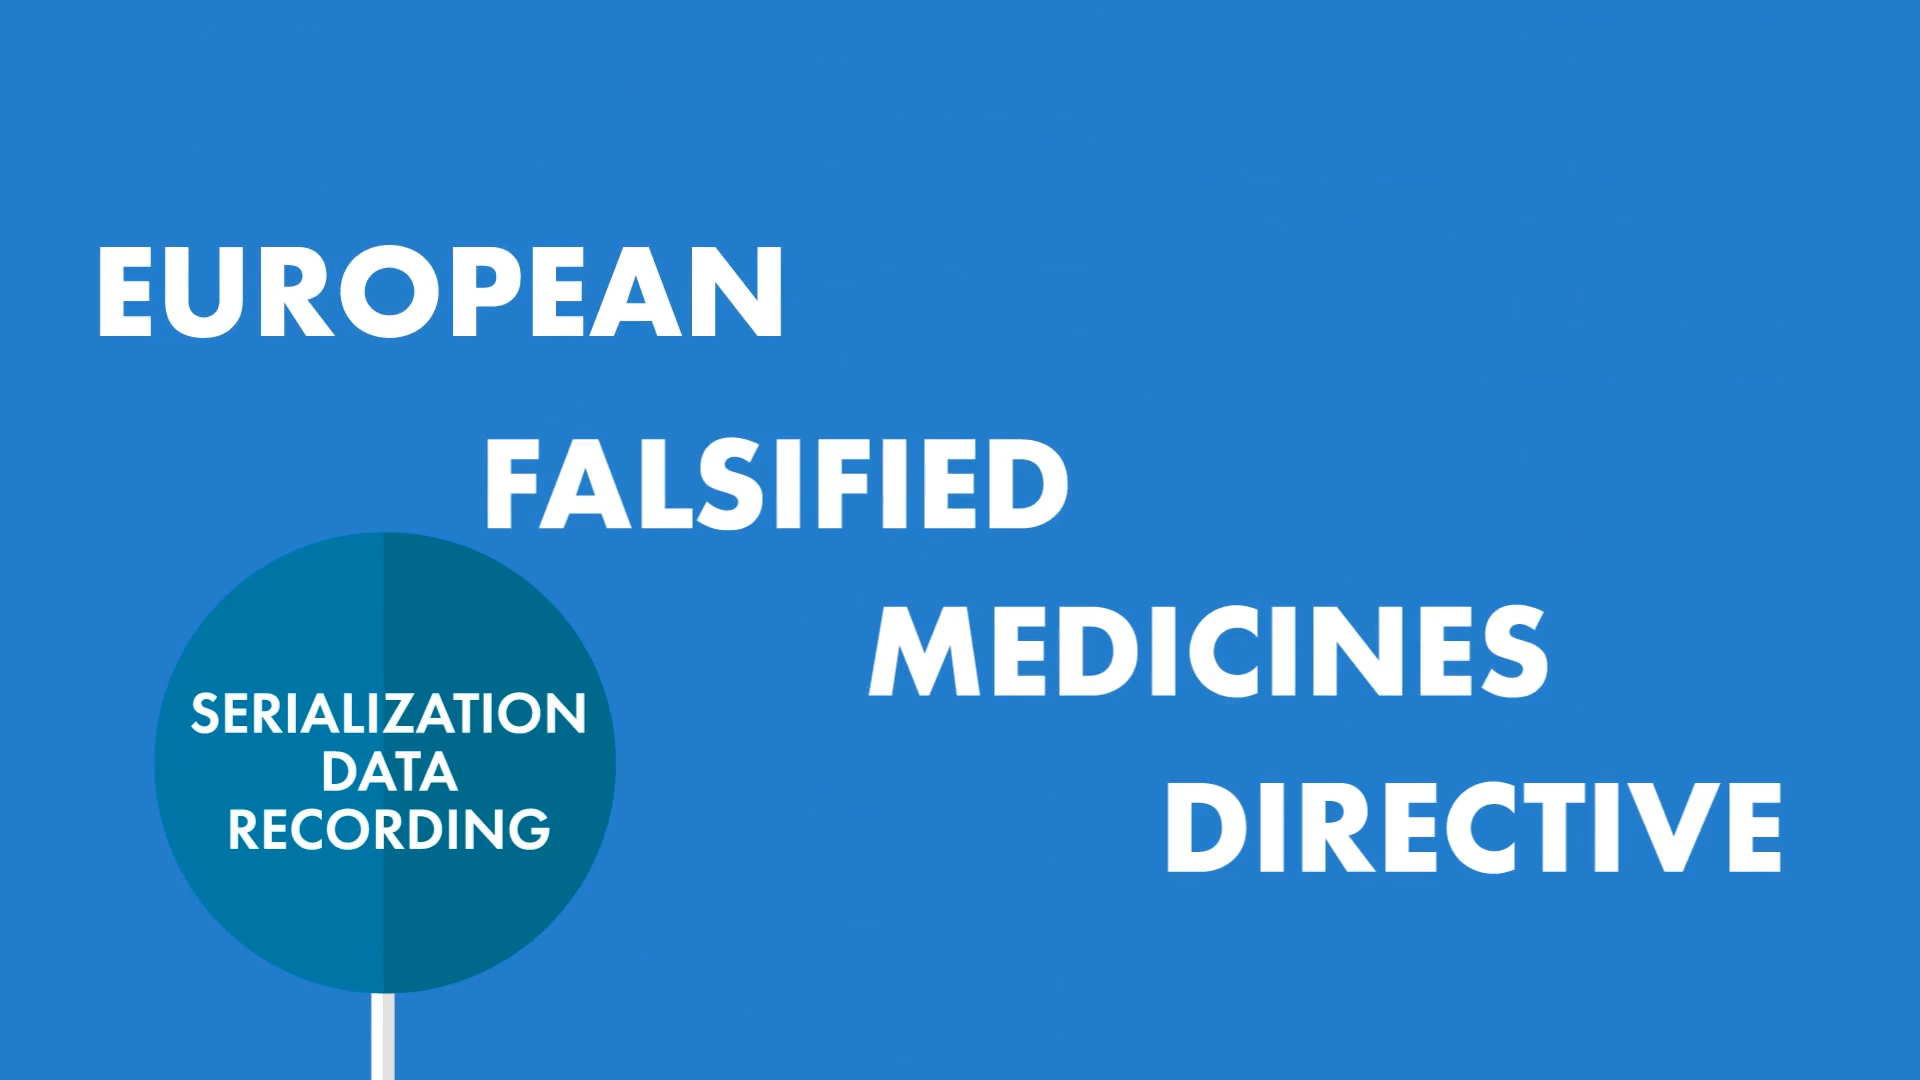 EUROPEAN
FALSIFIED
MEDICINES
DIRECTIVE
SERIALIZATION
DATA
RECORDING